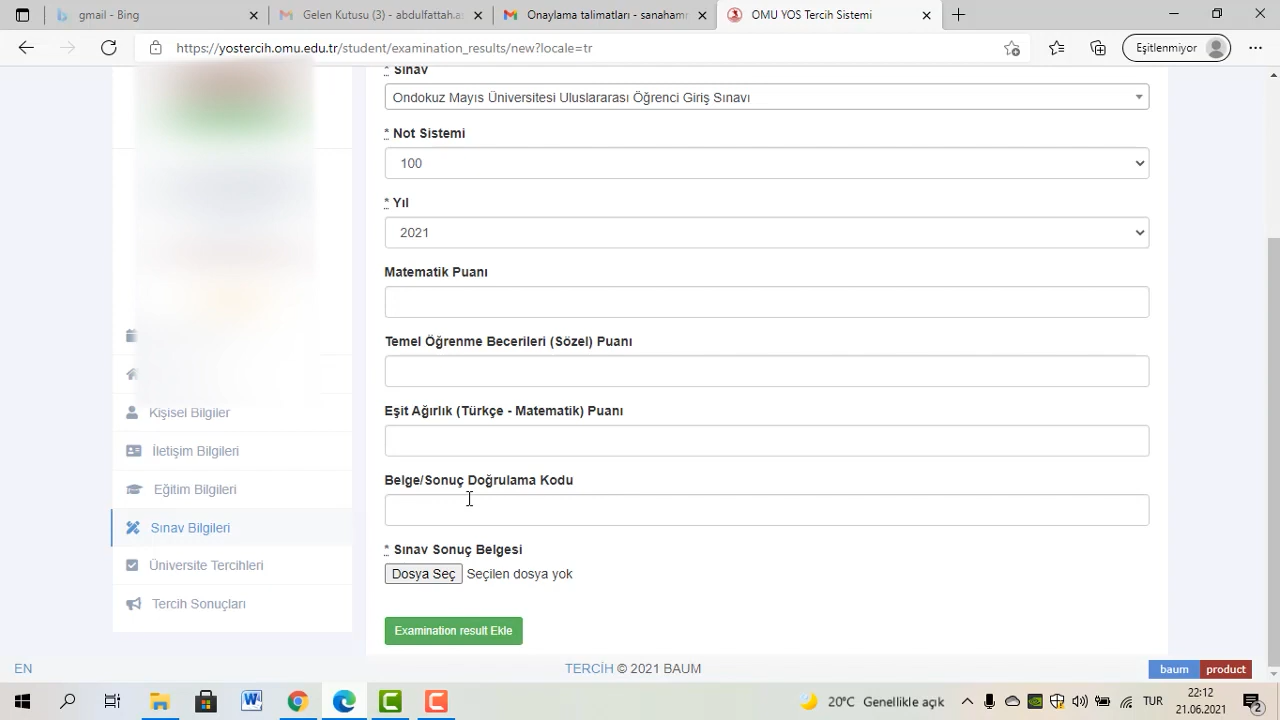 gmail - Bing
Gelen Kutusu (3) - abdulfattah.as
Onaylama talimatları - sanaham
OMU YOS Tercih Sistemi
https://yostercih.omu.edu.tr/student/examination_results/new?locale=tr
Eşitlenmiyor
* Sınav
Ondokuz Mayıs Üniversitesi Uluslararası Öğrenci Giriş Sınavı
* Not Sistemi
100
* Yıl
2021
Matematik Puanı
Temel Öğrenme Becerileri (Sözel) Puanı
Eşit Ağırlık (Türkçe - Matematik) Puanı
Belge/Sonuç Doğrulama Kodu
* Sınav Sonuç Belgesi
Dosya Seç Seçilen dosya yok
Examination result Ekle
Kişisel Bilgiler
İletişim Bilgileri
Eğitim Bilgileri
Sınav Bilgileri
Üniversite Tercihleri
Tercih Sonuçları
EN
TERCİH © 2021 BAUM
baum product
20°C Genellikle açık
TUR
22:12
21.06.2021
2